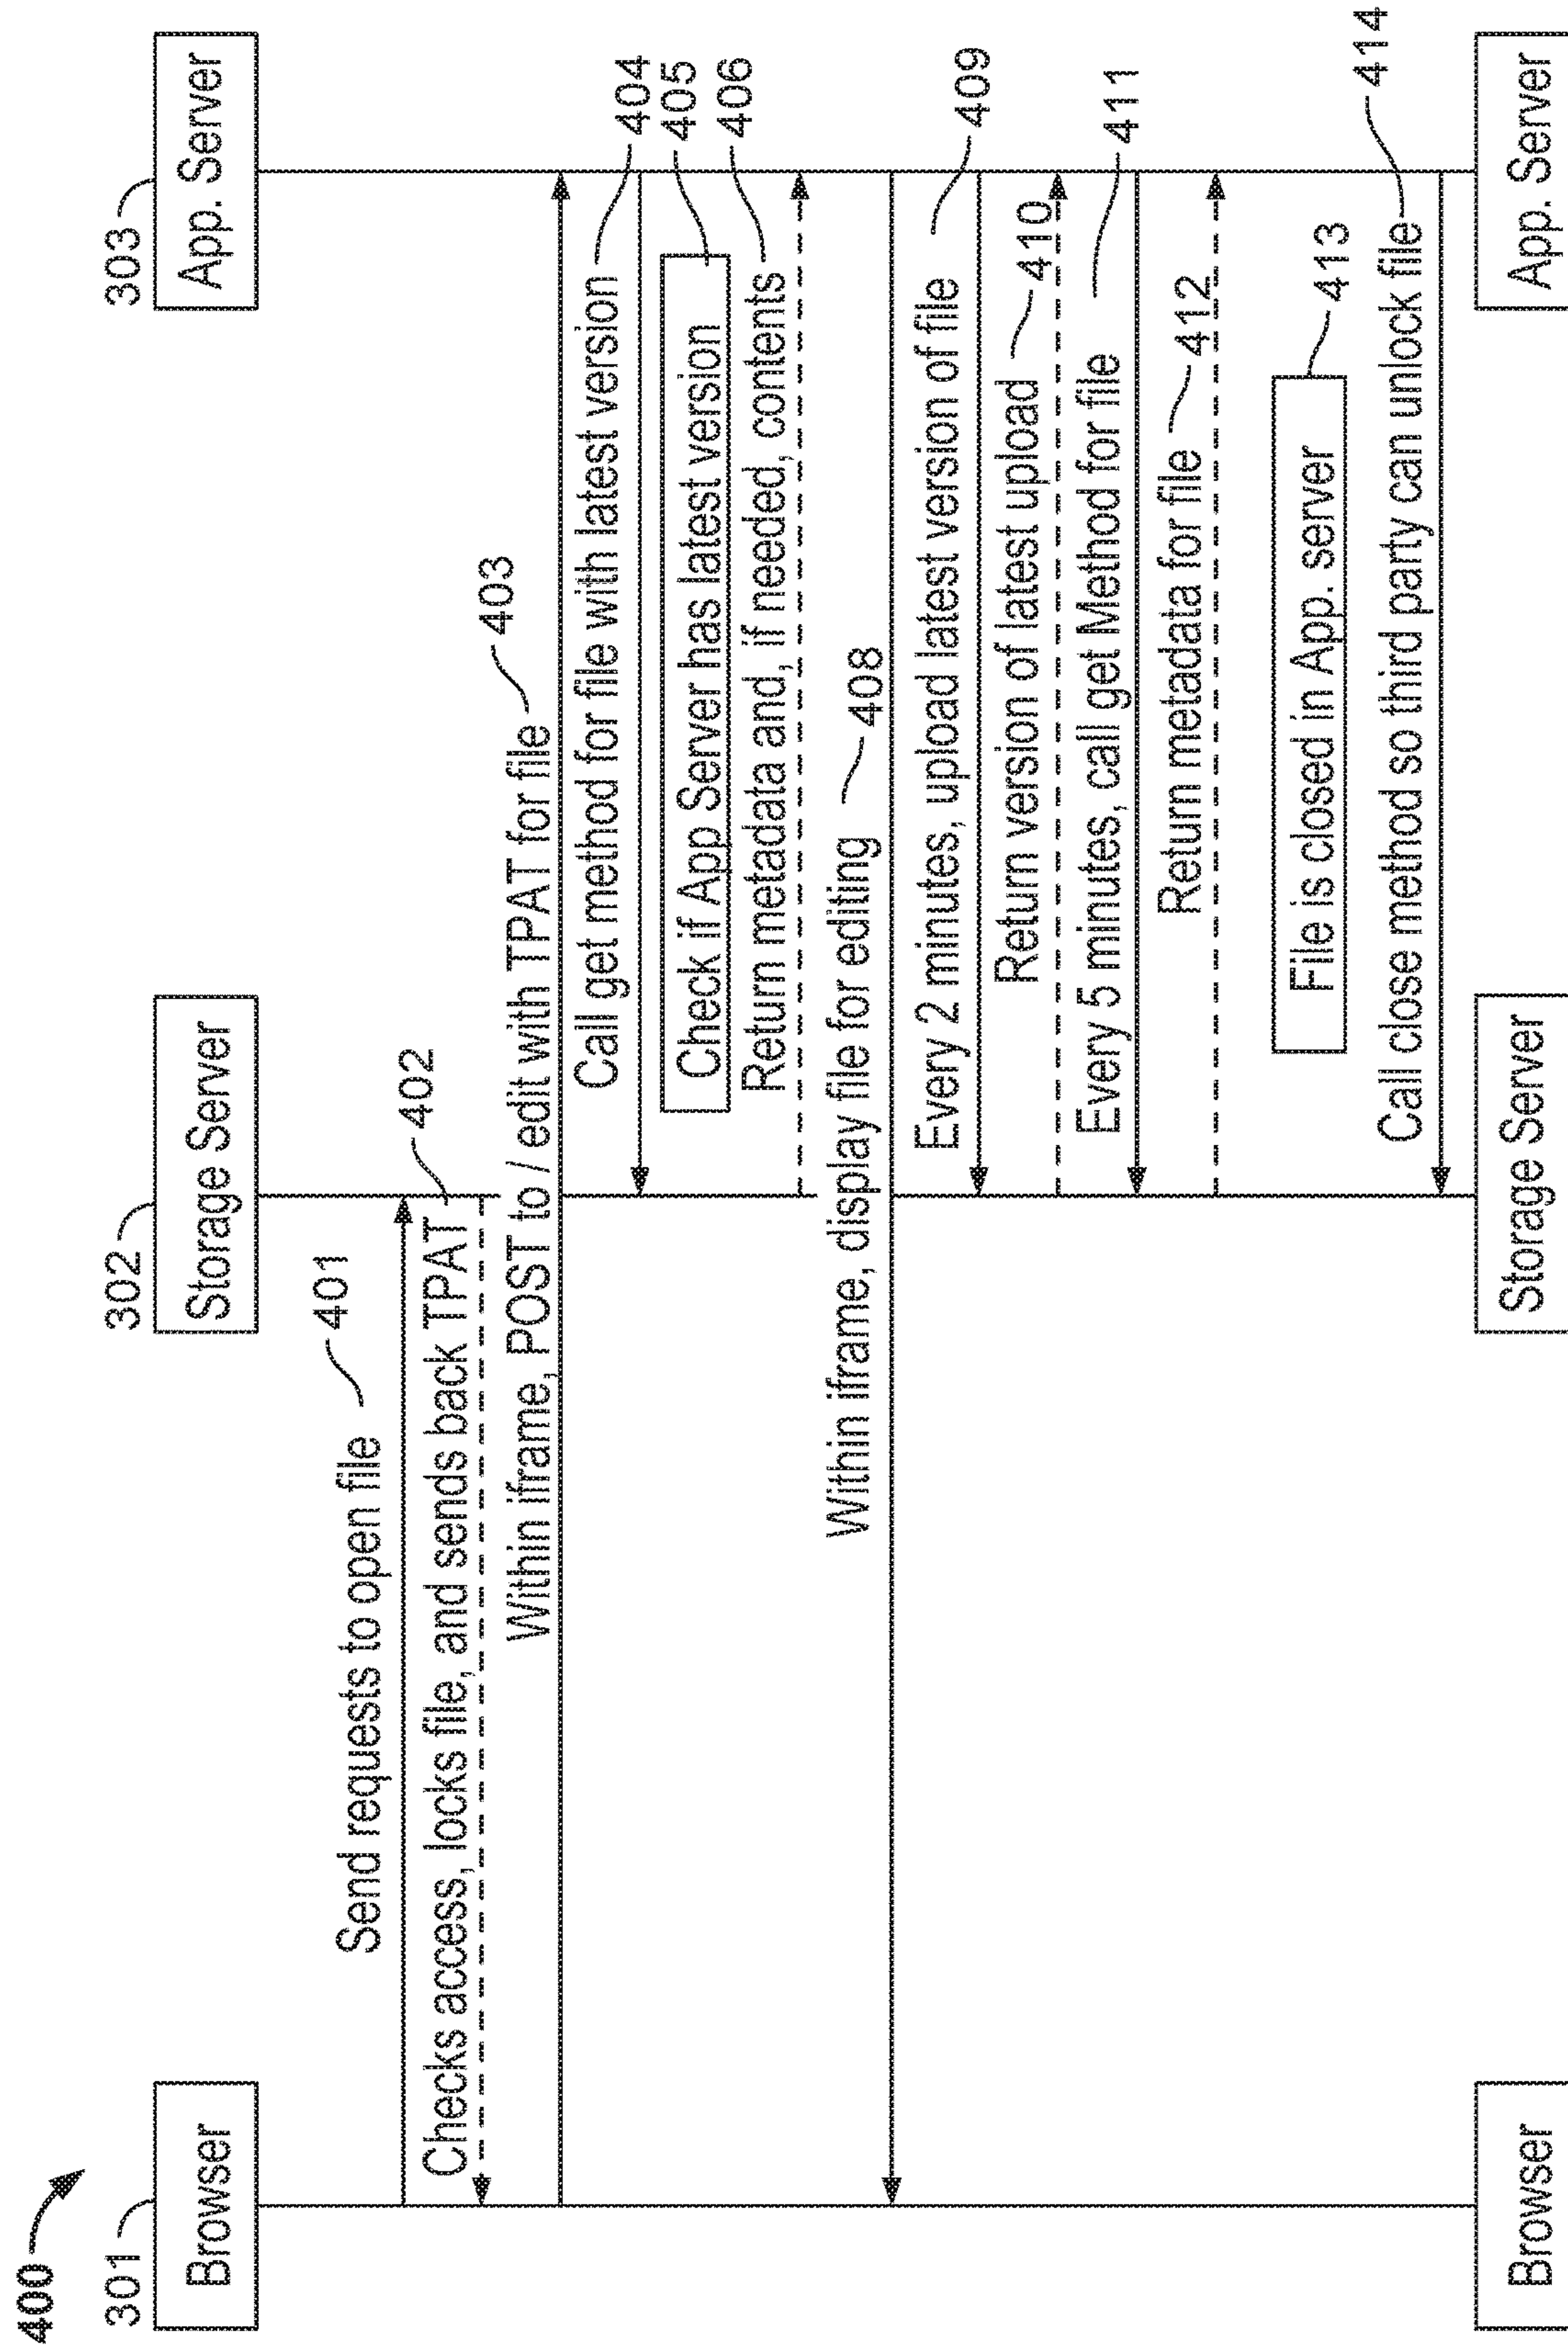 400
301
Browser
302
Storage Server
303
App. Server
Send requests to open file
401
Checks access, locks file, and sends back TPAT
402
Within iframe, POST to / edit with TPAT for file
403
Call get method for file with latest version
404
Check if App Server has latest version
405
Return metadata and, if needed, contents
406
Within iframe, display file for editing
408
Every 2 minutes, upload latest version of file
409
Return version of latest upload
410
Every 5 minutes, call get Method for file
411
Return metadata for file
412
File is closed in App. server
413
Call close method so third party can unlock file
414
Browser
Storage Server
App. Server